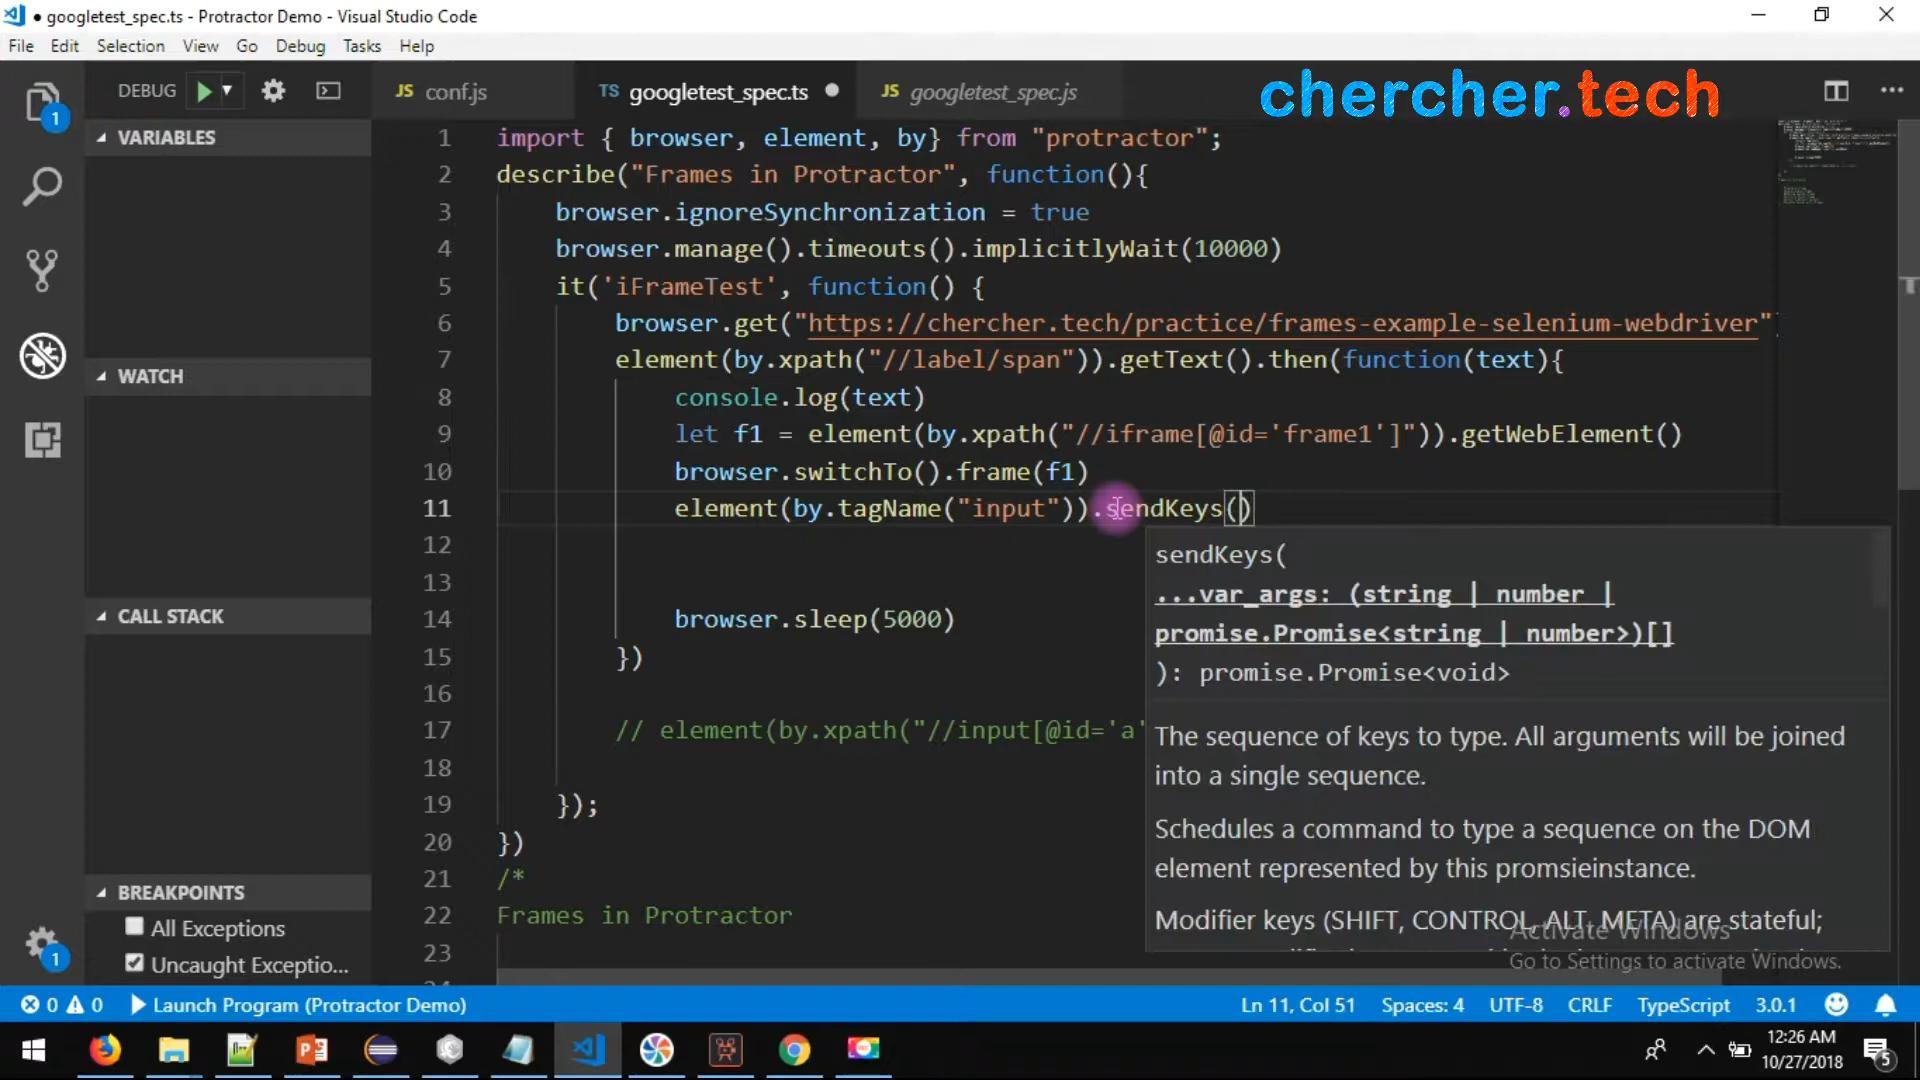 googletest_spec.ts - Protractor Demo - Visual Studio Code
File Edit Selection View Go Debug Tasks Help
DEBUG
JS conf.js
TS googletest_spec.ts
JS googletest_spec.js
chercher.tech
VARIABLES
WATCH
CALL STACK
BREAKPOINTS
All Exceptions
Uncaught Exceptio...
1
1
1 import { browser, element, by} from "protractor";
2 describe("Frames in Protractor", function(){
3 browser.ignoreSynchronization = true
4 browser.manage().timeouts().implicitlyWait(10000)
5 it('iFrameTest', function() {
6 browser.get("https://chercher.tech/practice/frames-example-selenium-webdriver"
7 element(by.xpath("//label/span")).getText().then(function(text){
8 console.log(text)
9 let f1 = element(by.xpath("//iframe[@id='frame1']")).getWebElement()
10 browser.switchTo().frame(f1)
11 element(by.tagName("input")).sendKeys()
12
13
14 browser.sleep(5000)
15 })
16
17 // element(by.xpath("//input[@id='a'
18
19 });
20 })
21 /*
22 Frames in Protractor
23
sendKeys(
...var_args: (string | number |
promise.Promise<string | number>)[]
): promise.Promise<void>
The sequence of keys to type. All arguments will be joined
into a single sequence.
Schedules a command to type a sequence on the DOM
element represented by this promsieinstance.
Modifier keys (SHIFT, CONTROL, ALT, META) are stateful;
Activate Windows
Go to Settings to activate Windows.
0 0 Launch Program (Protractor Demo)
Ln 11, Col 51 Spaces: 4 UTF-8 CRLF TypeScript 3.0.1
12:26 AM
10/27/2018
5